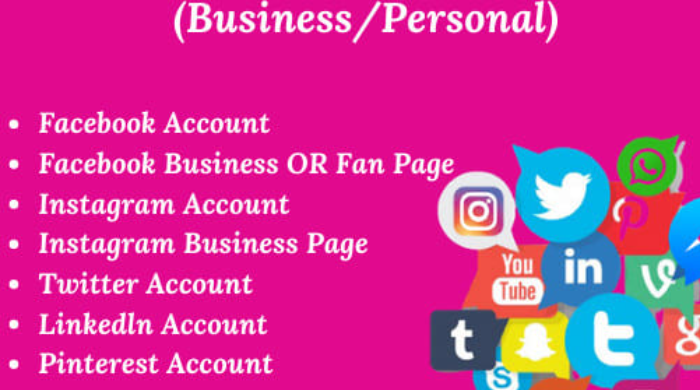 (Business/Personal)
Facebook Account
Facebook Business OR Fan Page
Instagram Account
Instagram Business Page
Twitter Account
Linkedln Account
Pinterest Account
You
Tube
in
t
t
S
g